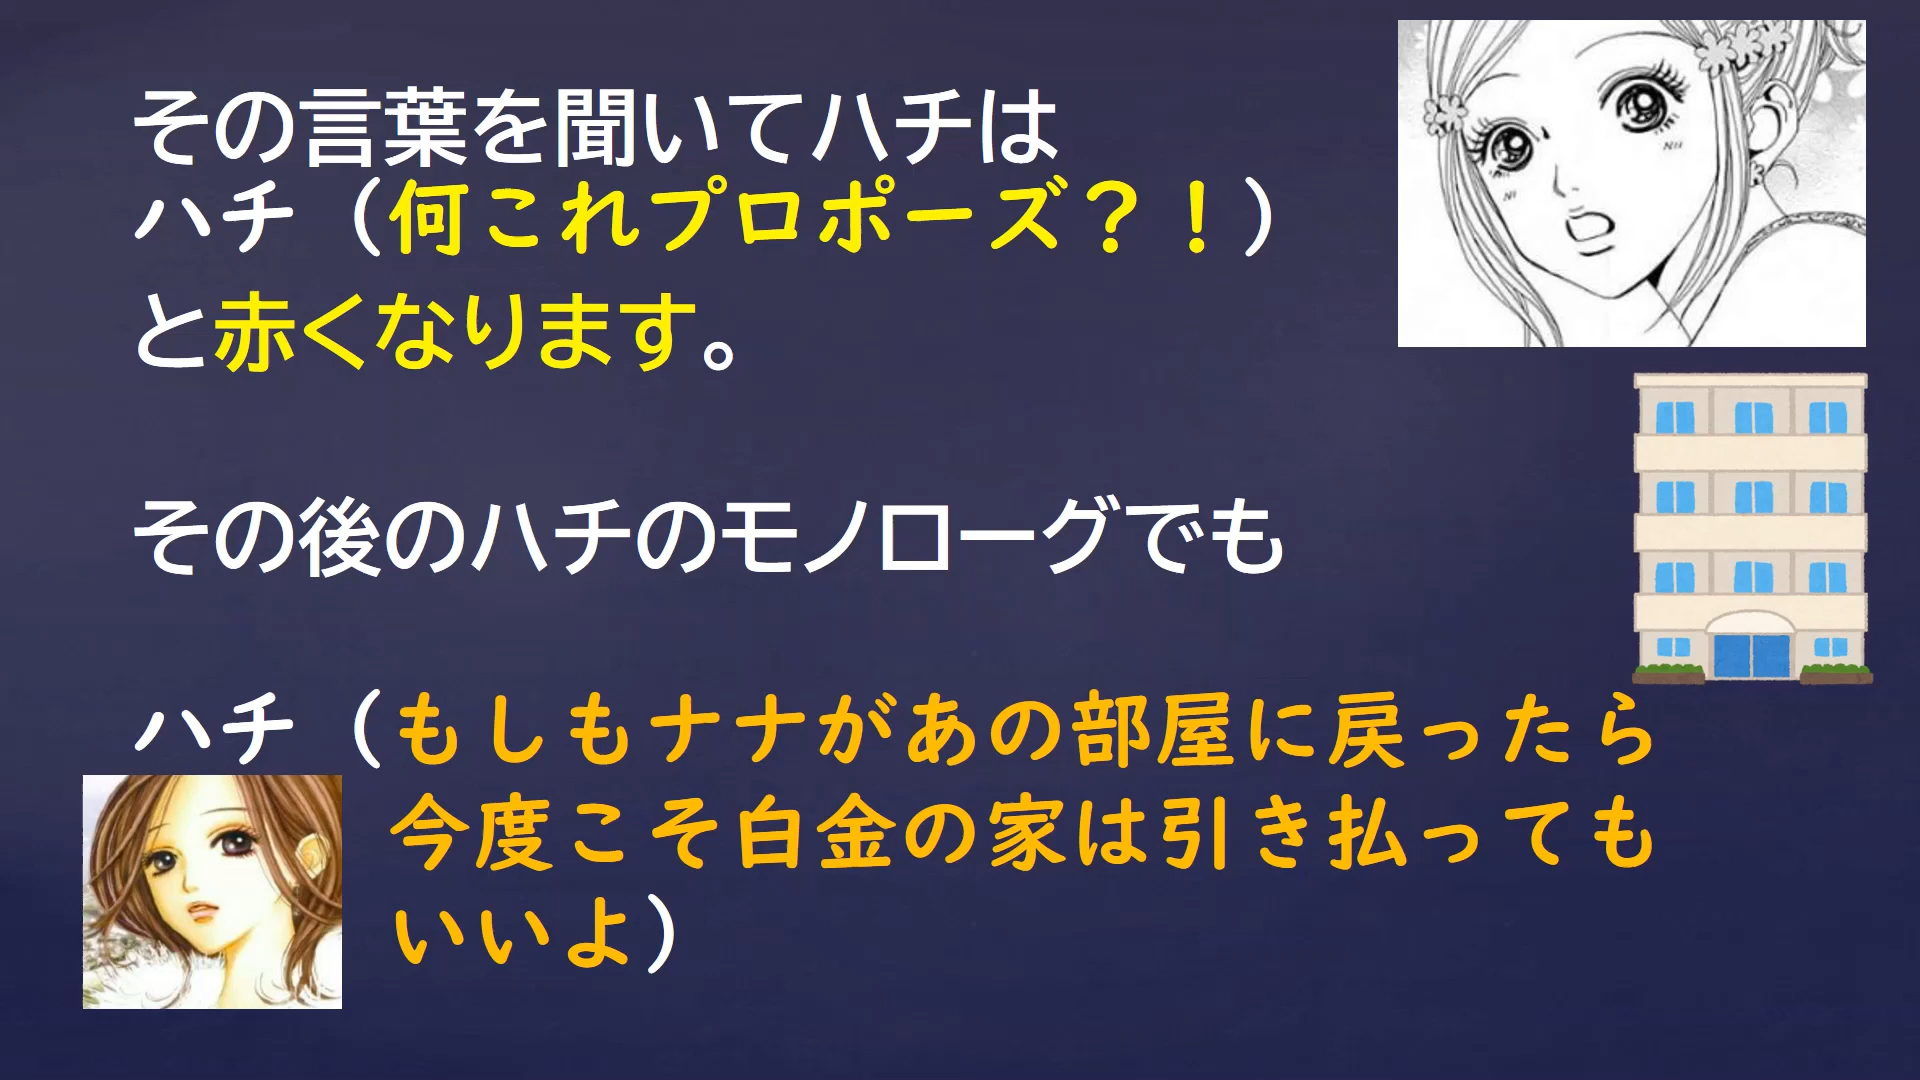 その言葉を聞いてハチは
ハチ（何これプロポーズ？！）
と赤くなります。
その後のハチのモノローグでも
ハチ（もしもナナがあの部屋に戻ったら
今度こそ白金の家は引き払っても
いいよ）